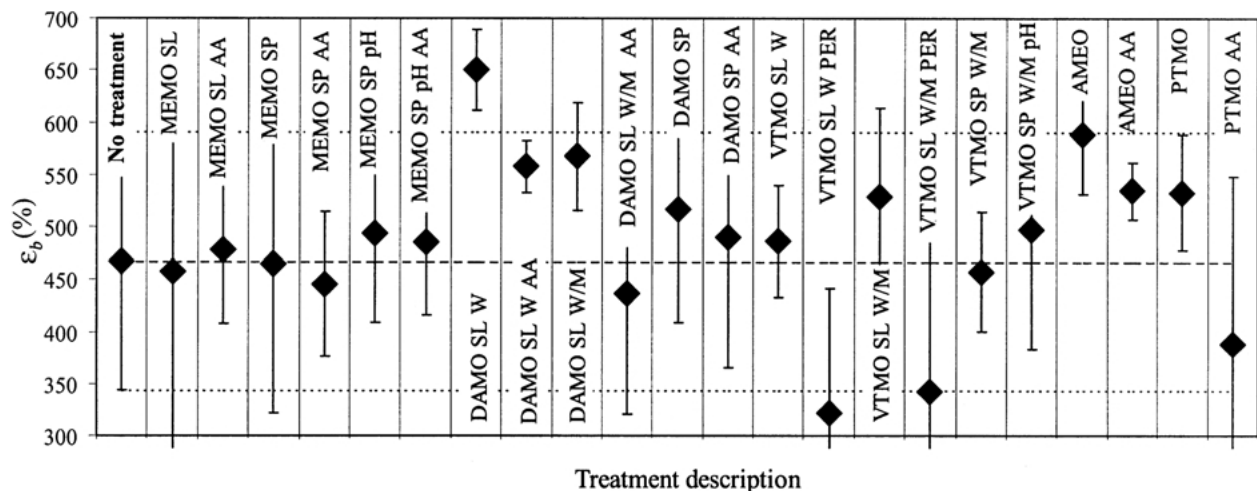 700
650
600
550
500
450
400
350
300
ε_b(%)
No treatment
MEMO SL
MEMO SL AA
MEMO SP
MEMO SP AA
MEMO SP pH
MEMO SP pH AA
DAMO SL W
DAMO SL W AA
DAMO SL W/M
DAMO SL W/M AA
DAMO SP
DAMO SP AA
VTMO SL W
VTMO SL W PER
VTMO SL W/M
VTMO SL W/M PER
VTMO SP W/M
VTMO SP W/M pH
AMEO
AMEO AA
PTMO
PTMO AA
Treatment description